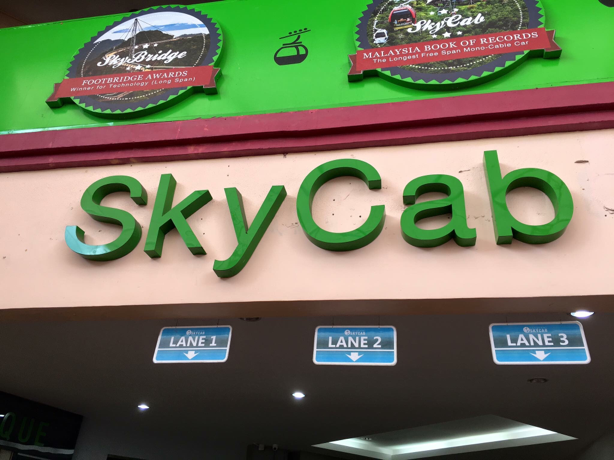 SkyBridge
FOOTBRIDGE AWARDS
Winner for Technology (Long Span)
SkyCab
MALAYSIA BOOK OF RECORDS
The Longest Free Span Mono-Cable Car
SkyCab
LANE 1
LANE 2
LANE 3
QUE